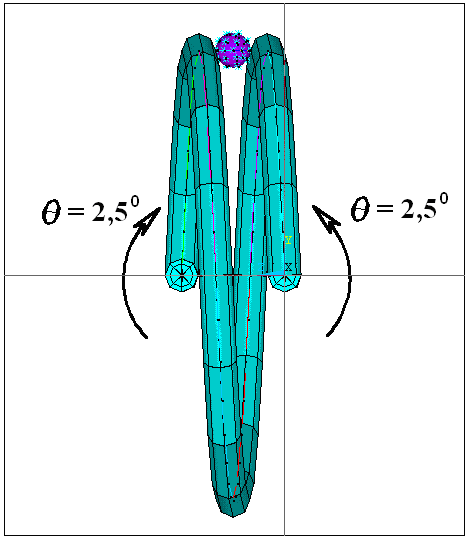 θ = 2,5⁰
θ = 2,5⁰
Y
X